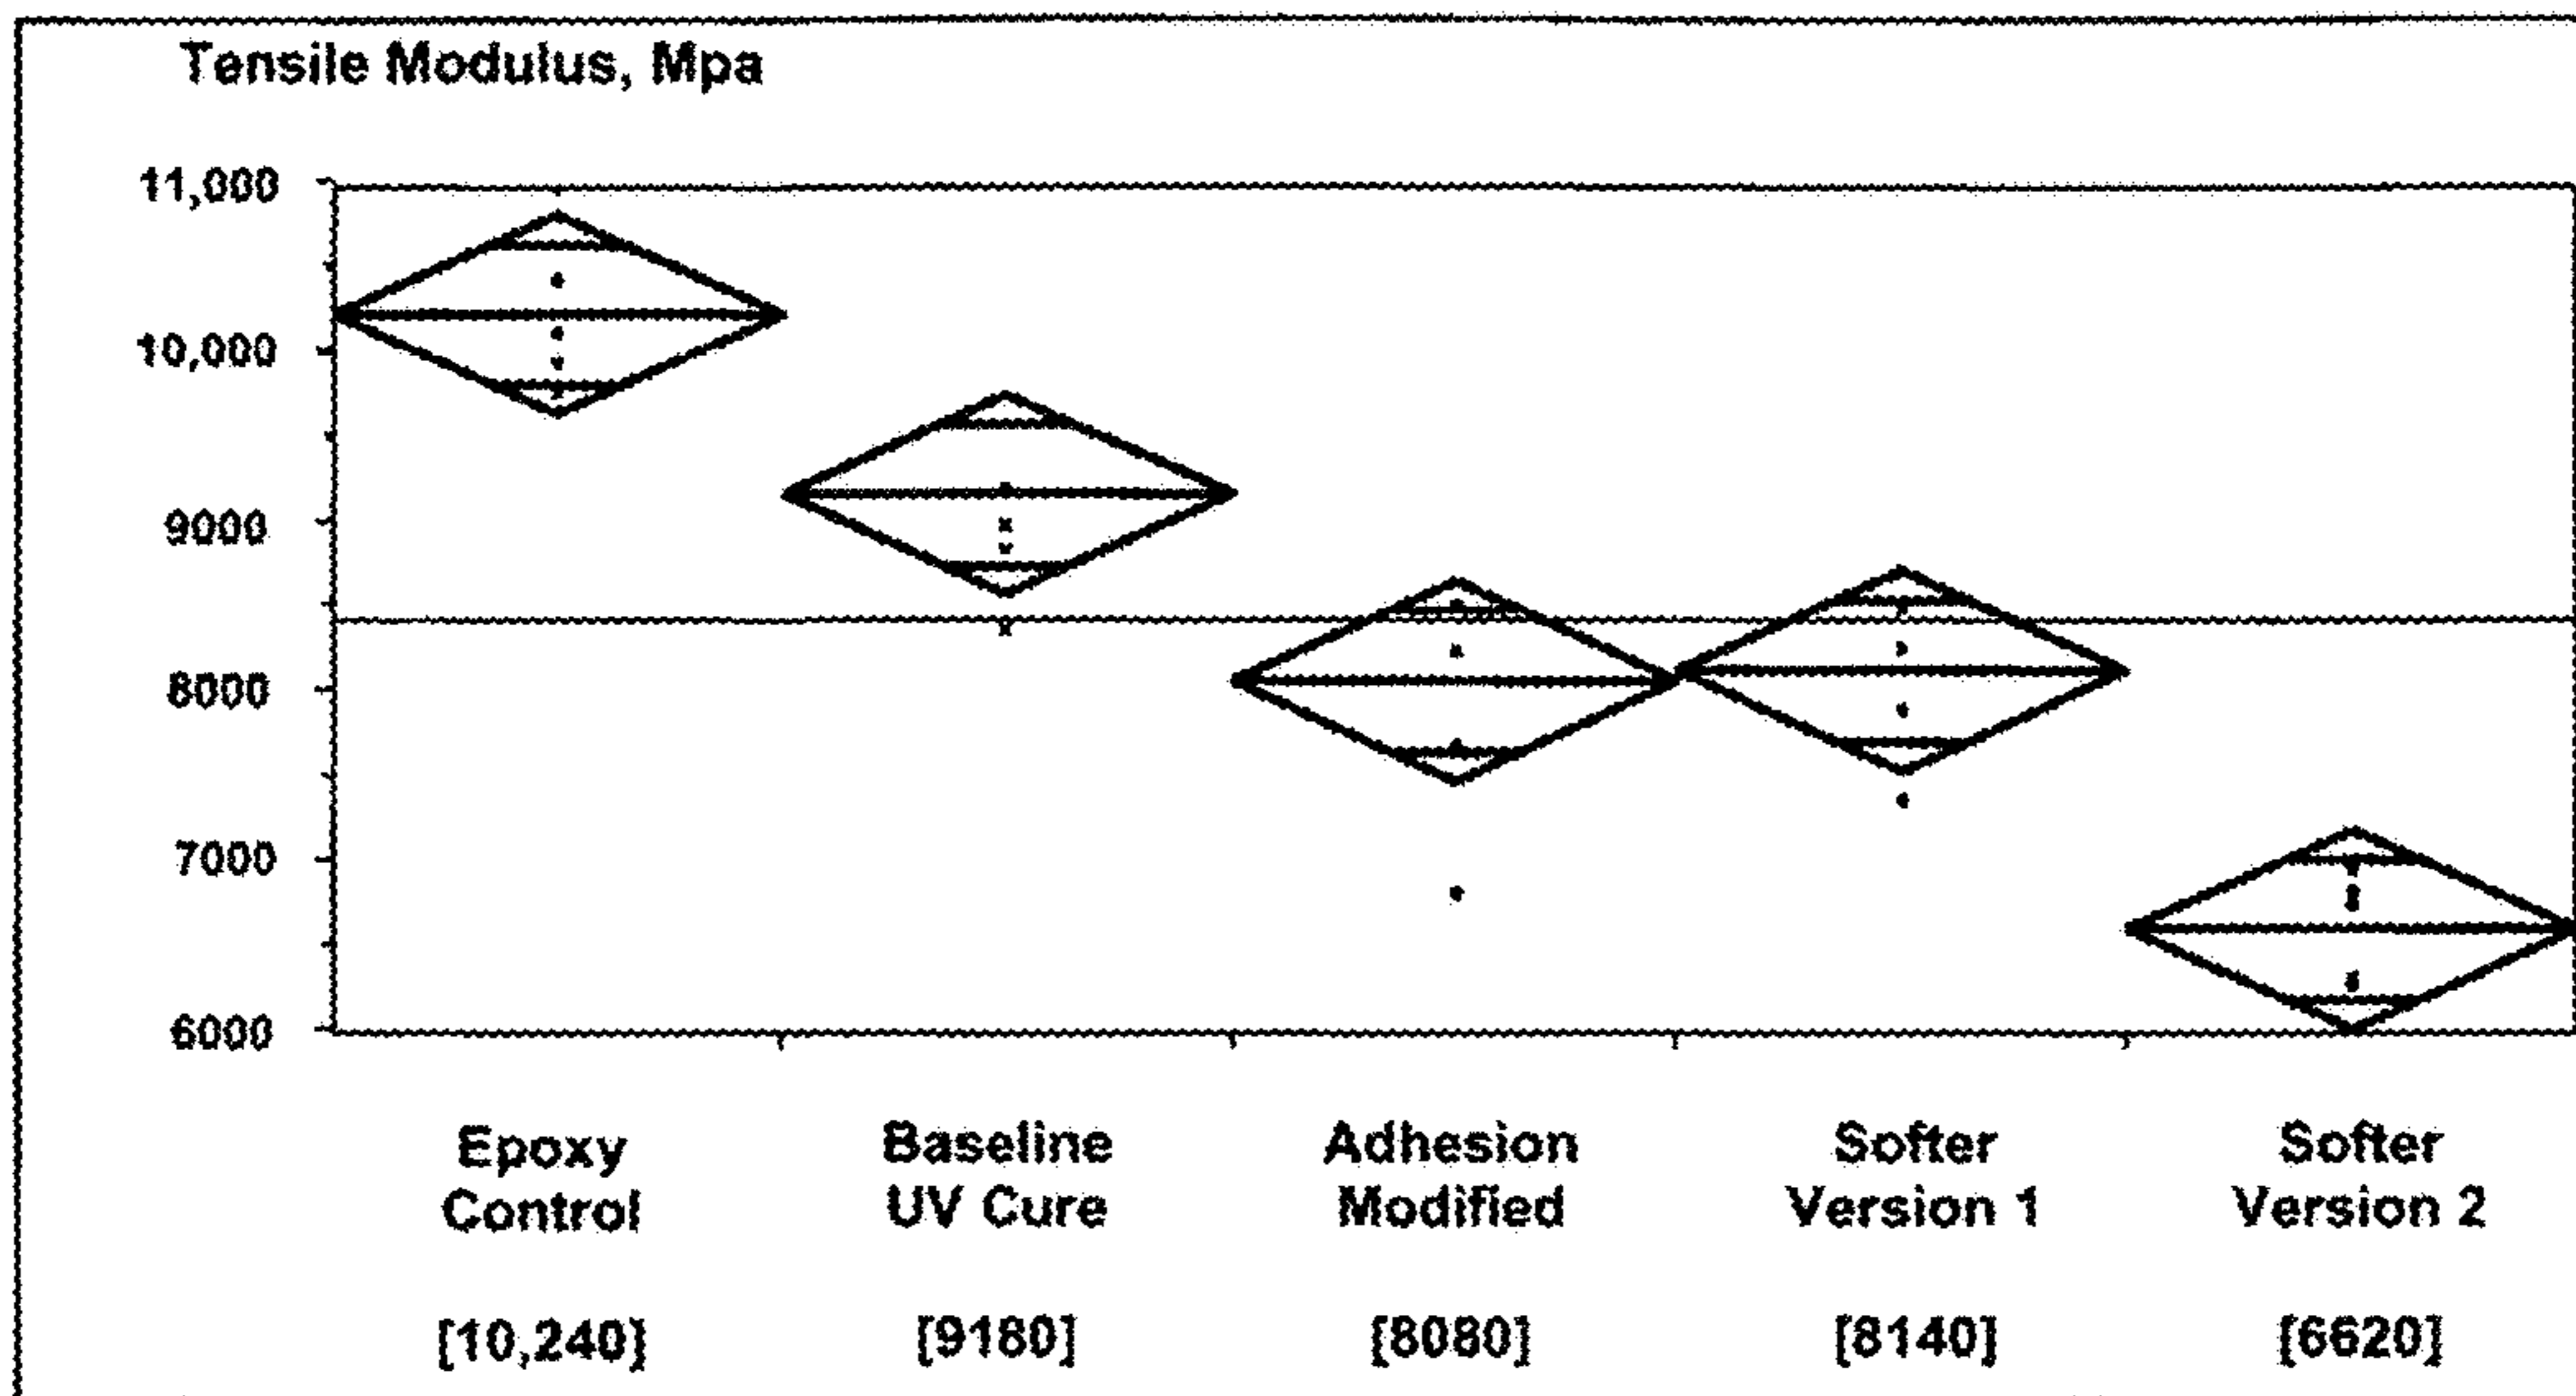 Tensile Modulus, Mpa
11,000
10,000
9000
8000
7000
6000
Epoxy Baseline Adhesion Softer Softer
Control UV Cure Modified Version 1 Version 2
[10,240] [9180] [8080] [8140] [6620]